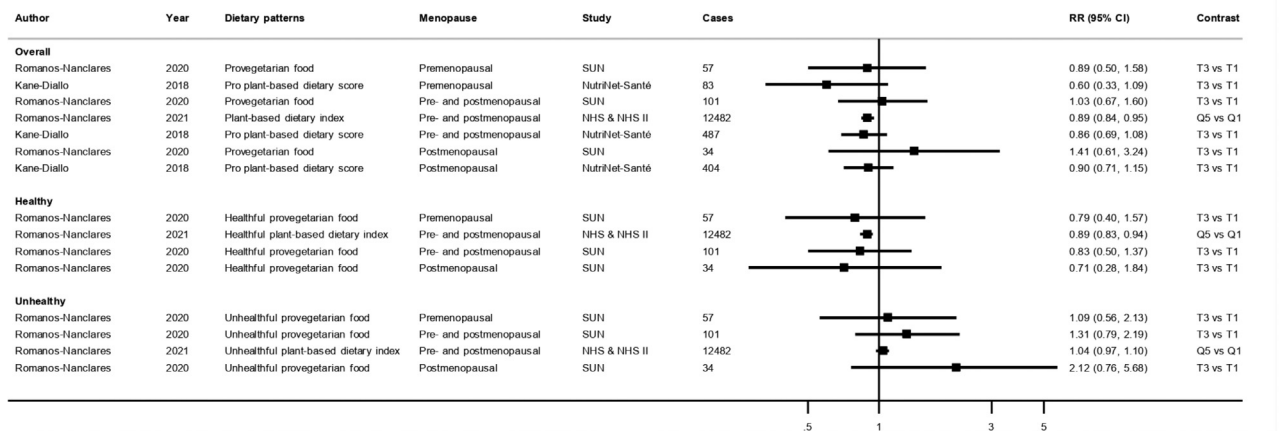 Author Year Dietary patterns Menopause Study Cases RR (95% CI) Contrast
Overall
Romanos-Nanclares 2020 Provegetarian food Premenopausal SUN 57 0.89 (0.50, 1.58) T3 vs T1
Kane-Diallo 2018 Pro plant-based dietary score Premenopausal NutriNet-Santé 83 0.60 (0.33, 1.09) T3 vs T1
Romanos-Nanclares 2020 Provegetarian food Pre- and postmenopausal SUN 101 1.03 (0.67, 1.60) T3 vs T1
Romanos-Nanclares 2021 Plant-based dietary index Pre- and postmenopausal NHS & NHS II 12482 0.89 (0.84, 0.95) Q5 vs Q1
Kane-Diallo 2018 Pro plant-based dietary score Pre- and postmenopausal NutriNet-Santé 487 0.86 (0.69, 1.08) T3 vs T1
Romanos-Nanclares 2020 Provegetarian food Postmenopausal SUN 34 1.41 (0.61, 3.24) T3 vs T1
Kane-Diallo 2018 Pro plant-based dietary score Postmenopausal NutriNet-Santé 404 0.90 (0.71, 1.15) T3 vs T1
Healthy
Romanos-Nanclares 2020 Healthful provegetarian food Premenopausal SUN 57 0.79 (0.40, 1.57) T3 vs T1
Romanos-Nanclares 2021 Healthful plant-based dietary index Pre- and postmenopausal NHS & NHS II 12482 0.89 (0.83, 0.94) Q5 vs Q1
Romanos-Nanclares 2020 Healthful provegetarian food Pre- and postmenopausal SUN 101 0.83 (0.50, 1.37) T3 vs T1
Romanos-Nanclares 2020 Healthful provegetarian food Postmenopausal SUN 34 0.71 (0.28, 1.84) T3 vs T1
Unhealthy
Romanos-Nanclares 2020 Unhealthful provegetarian food Premenopausal SUN 57 1.09 (0.56, 2.13) T3 vs T1
Romanos-Nanclares 2020 Unhealthful provegetarian food Pre- and postmenopausal SUN 101 1.31 (0.79, 2.19) T3 vs T1
Romanos-Nanclares 2021 Unhealthful plant-based dietary index Pre- and postmenopausal NHS & NHS II 12482 1.04 (0.97, 1.10) Q5 vs Q1
Romanos-Nanclares 2020 Unhealthful provegetarian food Postmenopausal SUN 34 2.12 (0.76, 5.68) T3 vs T1
.5 1 3 5